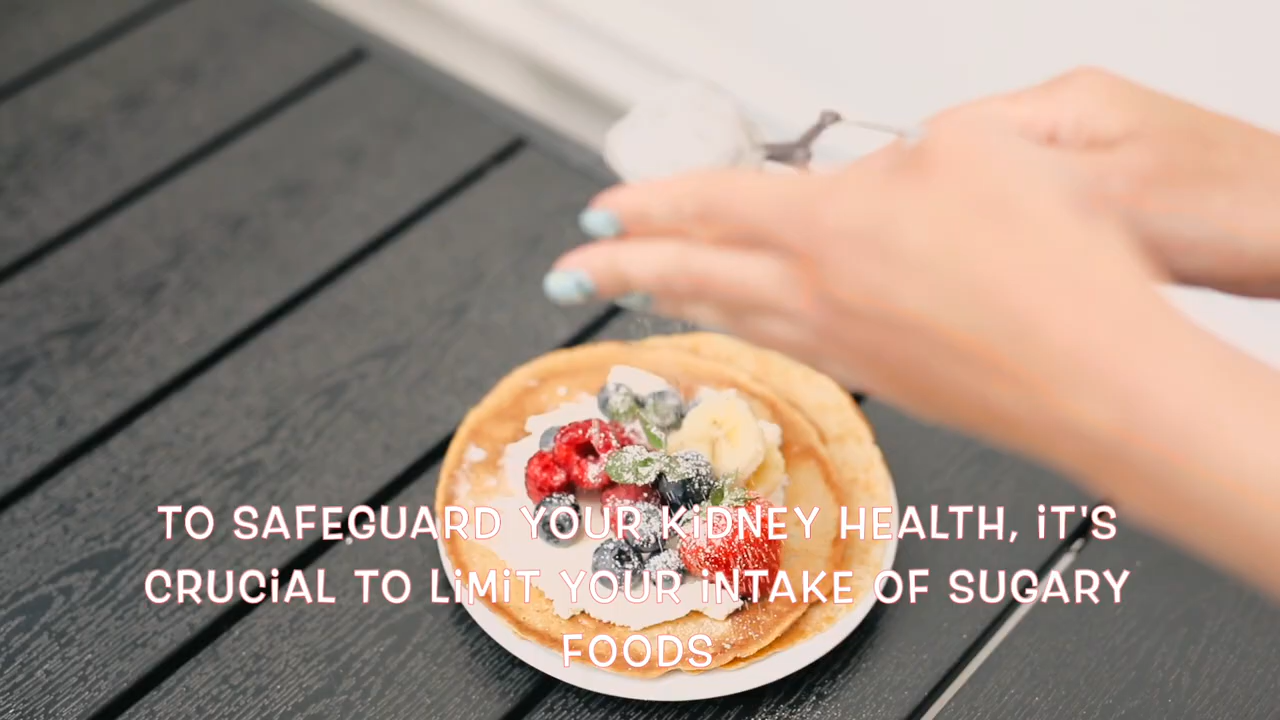 TO SAFEGUARD YOUR KiDNEY HEALTH, iT'S
CRUCiAL TO LiMiT YOUR iNTAKE OF SUGARY
FOODS